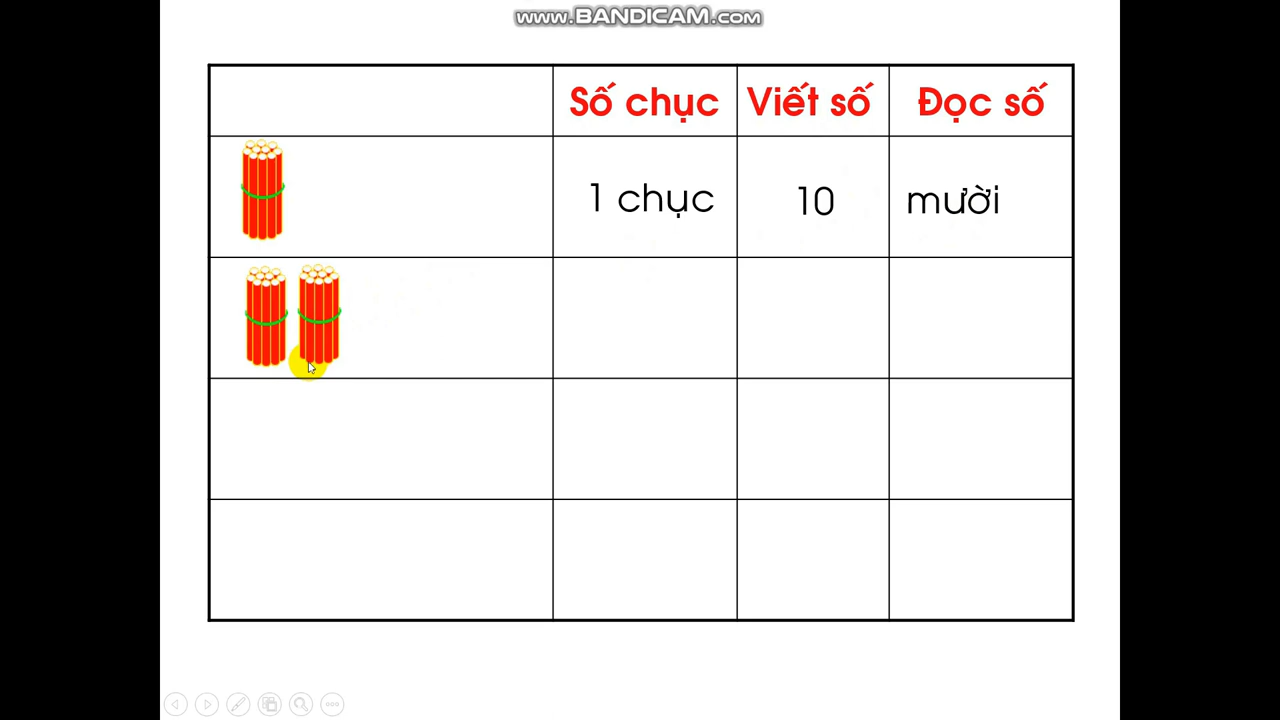 www.BANDICAM.com
Số chục Viết số Đọc số
1 chục 10 mười